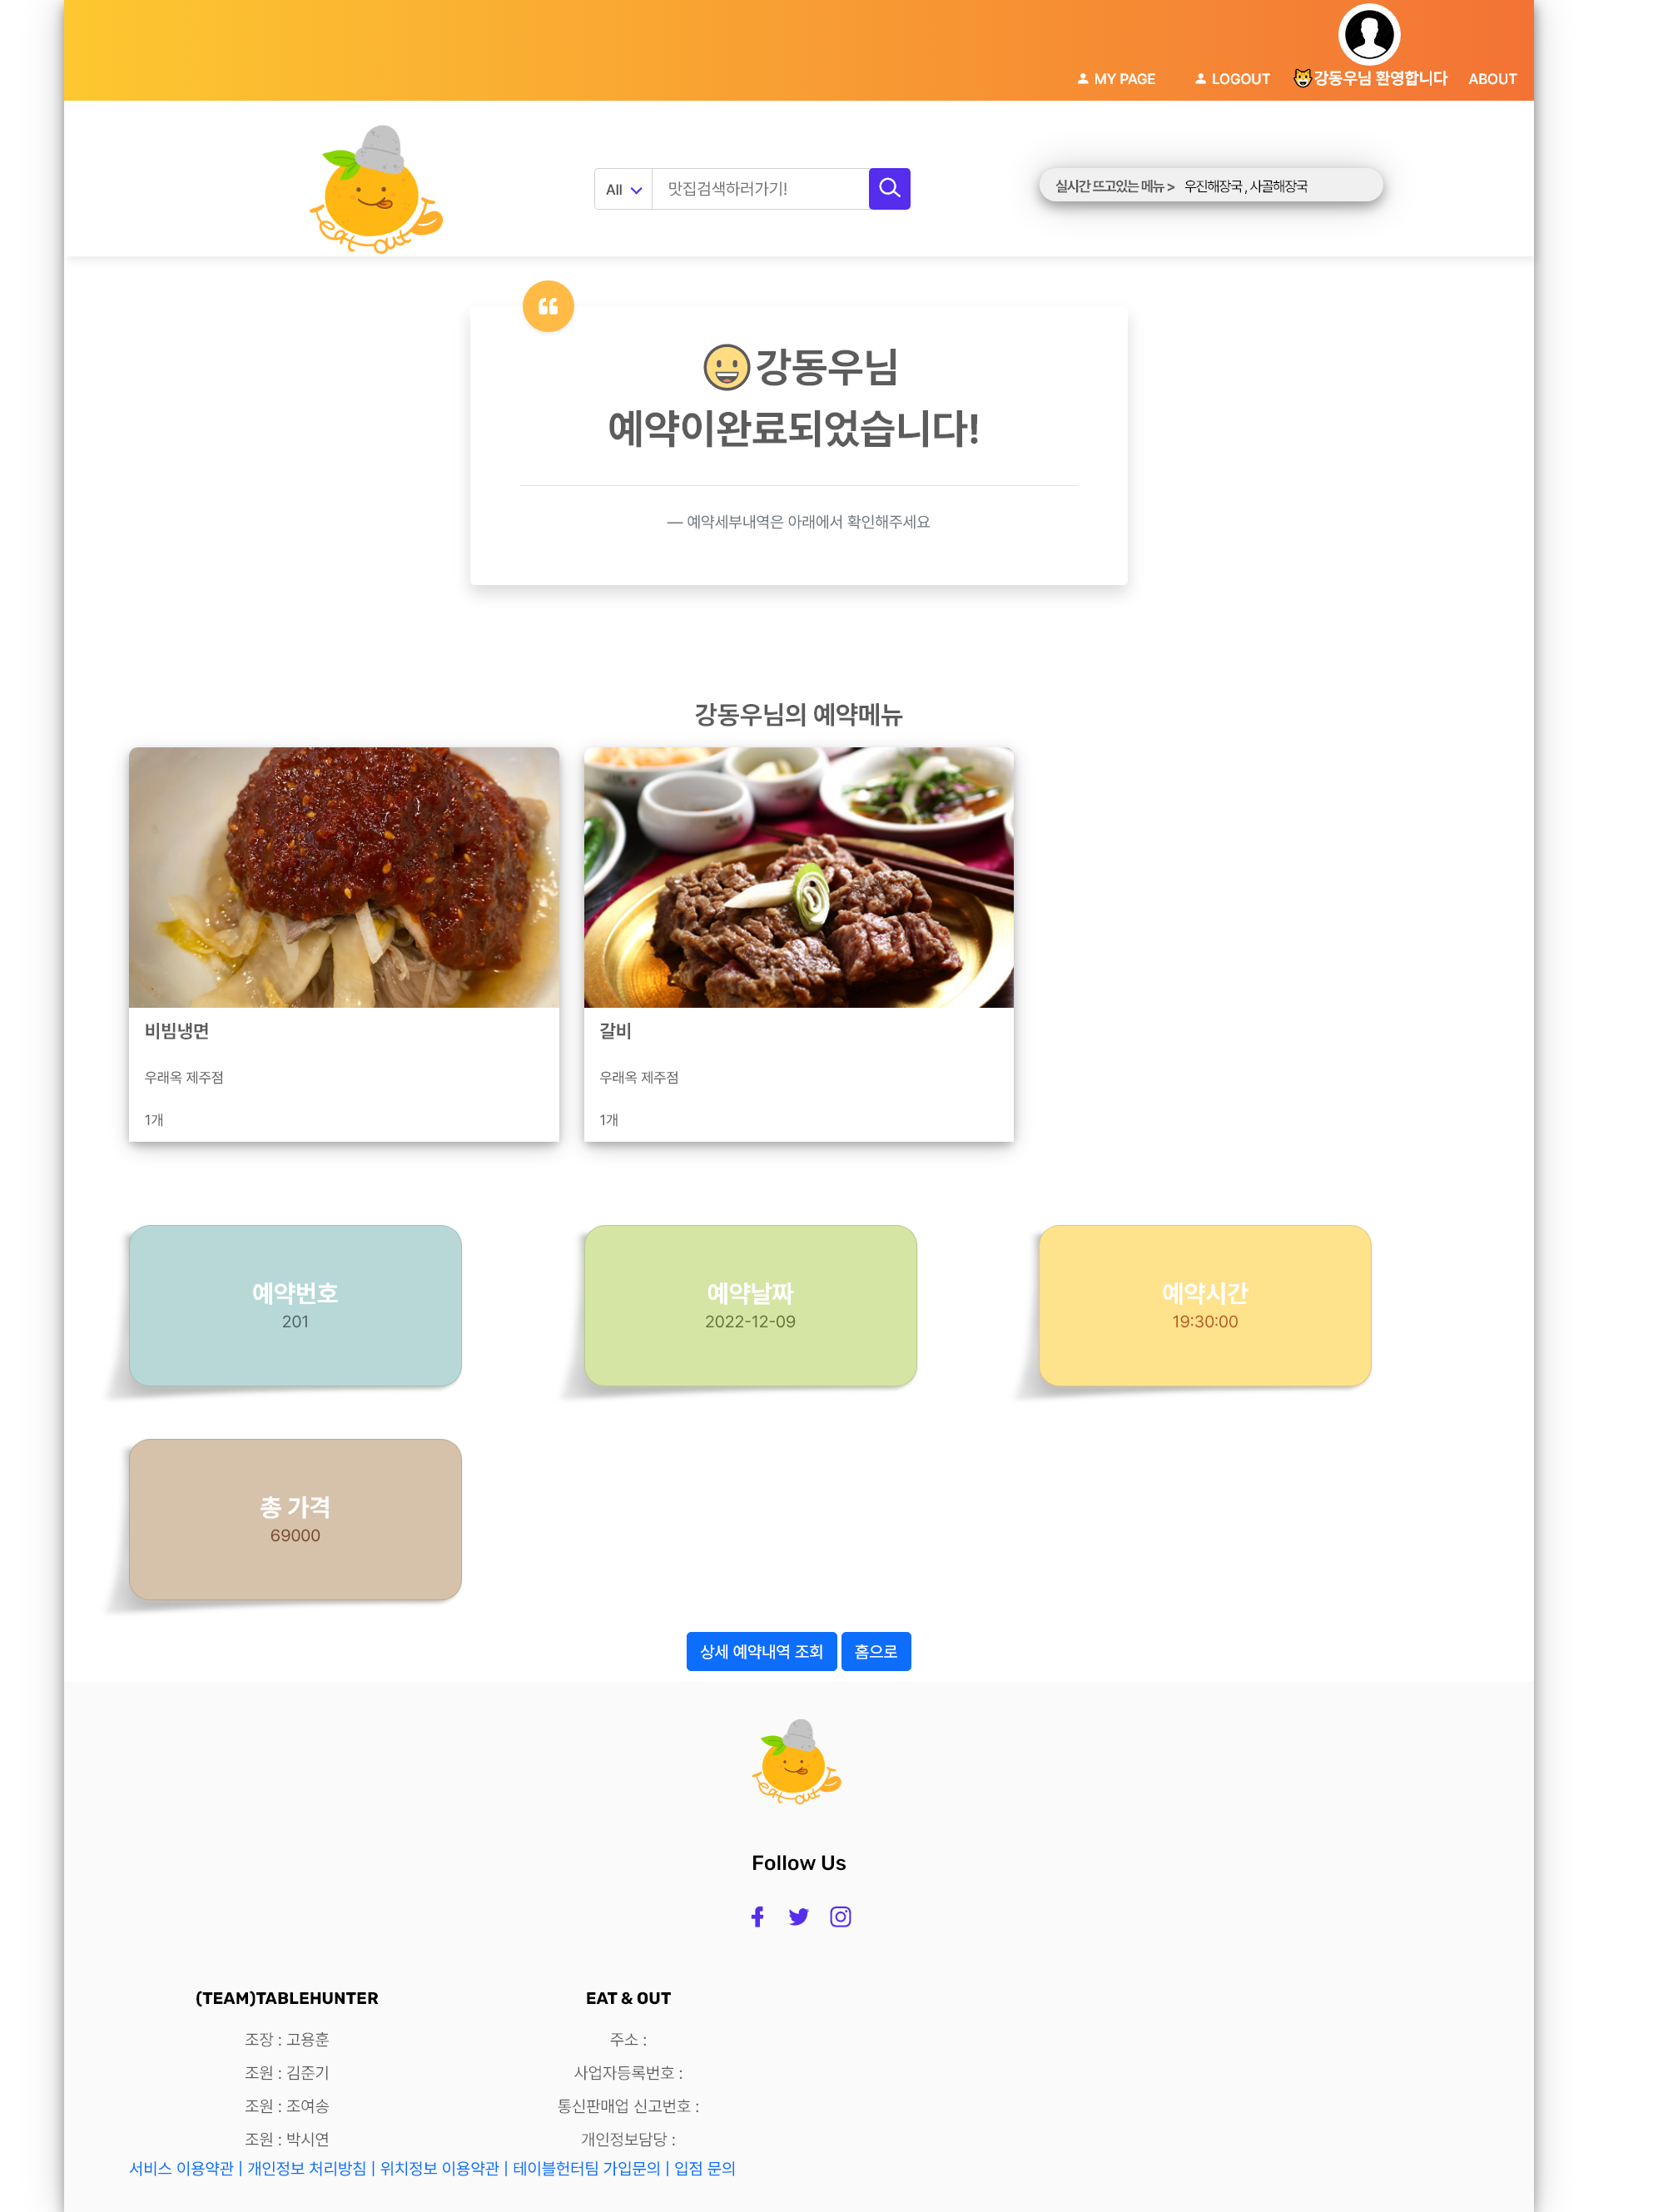 MY PAGE
LOGOUT
강동우님 환영합니다
ABOUT
eat out
All
맛집검색하러가기!
실시간 뜨고있는 메뉴 > 우진해장국 , 사골해장국
강동우님
예약이완료되었습니다!
— 예약세부내역은 아래에서 확인해주세요
강동우님의 예약메뉴
비빔냉면
우래옥 제주점
1개
갈비
우래옥 제주점
1개
예약번호
201
예약날짜
2022-12-09
예약시간
19:30:00
총 가격
69000
상세 예약내역 조회
홈으로
eat out
Follow Us
(TEAM)TABLEHUNTER
조장 : 고용훈
조원 : 김준기
조원 : 조여송
조원 : 박시연
EAT & OUT
주소 :
사업자등록번호 :
통신판매업 신고번호 :
개인정보담당 :
서비스 이용약관 | 개인정보 처리방침 | 위치정보 이용약관 | 테이블헌터팀 가입문의 | 입점 문의